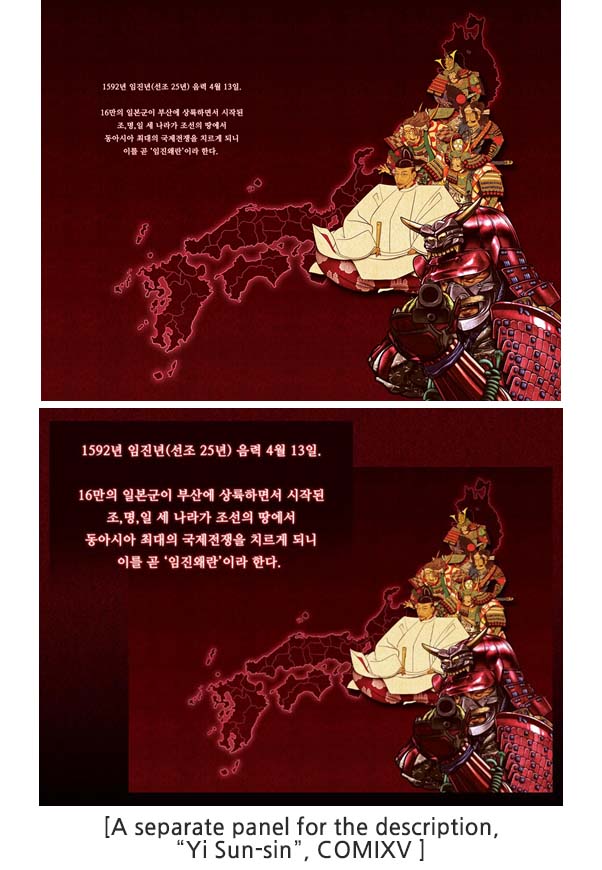 1592년 임진년(선조 25년) 음력 4월 13일.
16만의 일본군이 부산에 상륙하면서 시작된
조,명,일 세 나라가 조선의 땅에서
동아시아 최대의 국제전쟁을 치르게 되니
이를 곧 ‘임진왜란’이라 한다.
1592년 임진년(선조 25년) 음력 4월 13일.
16만의 일본군이 부산에 상륙하면서 시작된
조,명,일 세 나라가 조선의 땅에서
동아시아 최대의 국제전쟁을 치르게 되니
이를 곧 ‘임진왜란’이라 한다.
[A separate panel for the description,
“Yi Sun-sin”, COMIXV ]